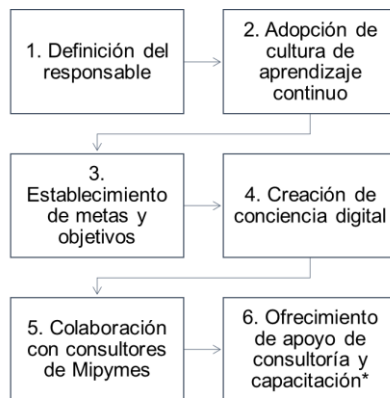 1. Definición del
responsable
2. Adopción de
cultura de
aprendizaje
continuo
3.
Establecimiento
de metas y
objetivos
4. Creación de
conciencia digital
5. Colaboración
con consultores
de Mipymes
6. Ofrecimiento
de apoyo de
consultoría y
capacitación*